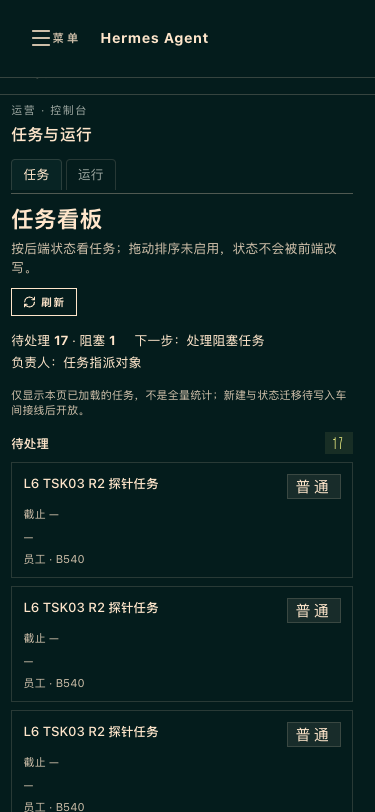 菜单 Hermes Agent
运营 · 控制台
任务与运行
任务 运行
任务看板
按后端状态看任务；拖动排序未启用，状态不会被前端改
写。
刷新
待处理 17 · 阻塞 1 下一步：处理阻塞任务
负责人：任务指派对象
仅显示本页已加载的任务，不是全量统计；新建与状态迁移待写入车
间接线后开放。
待处理 17
L6 TSK03 R2 探针任务 普通
截止 —
—
员工 · B540
L6 TSK03 R2 探针任务 普通
截止 —
—
员工 · B540
L6 TSK03 R2 探针任务 普通
截止 —
—
员工 · B540